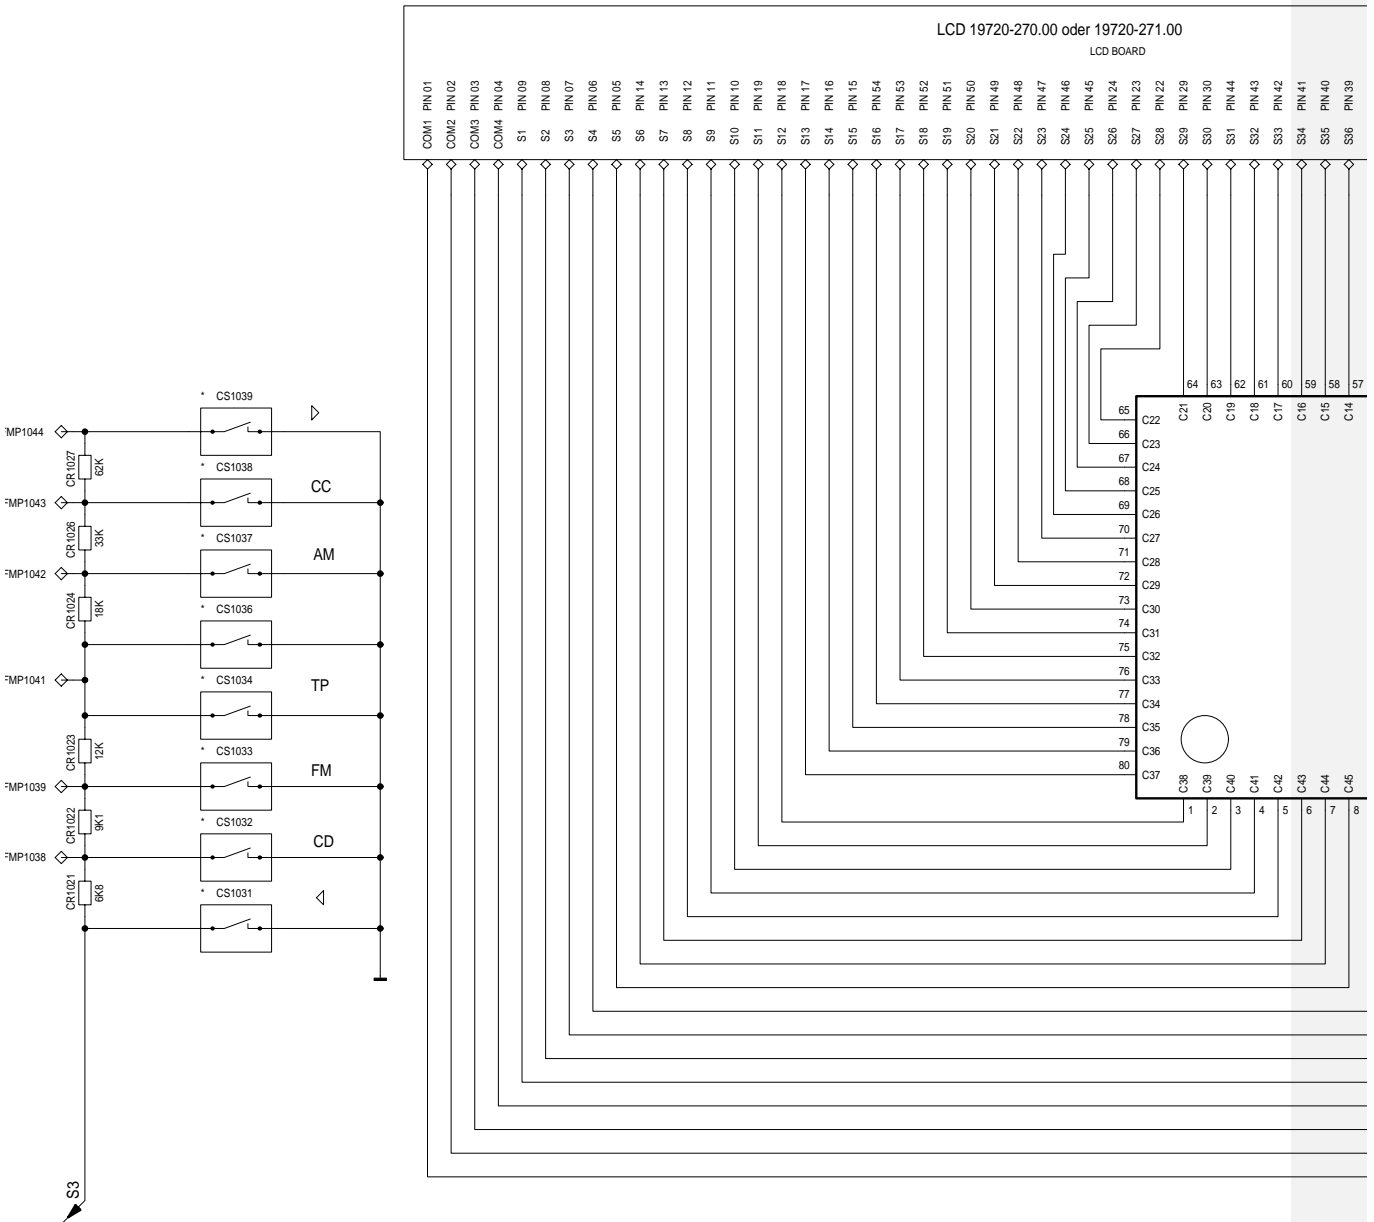 LCD 19720-270.00 oder 19720-271.00
LCD BOARD
COM1 PIN 01
COM2 PIN 02
COM3 PIN 03
COM4 PIN 04
S1 PIN 09
S2 PIN 08
S3 PIN 07
S4 PIN 06
S5 PIN 05
S6 PIN 14
S7 PIN 13
S8 PIN 12
S9 PIN 11
S10 PIN 10
S11 PIN 19
S12 PIN 18
S13 PIN 17
S14 PIN 16
S15 PIN 15
S16 PIN 54
S17 PIN 53
S18 PIN 52
S19 PIN 51
S20 PIN 50
S21 PIN 49
S22 PIN 48
S23 PIN 47
S24 PIN 46
S25 PIN 45
S26 PIN 24
S27 PIN 23
S28 PIN 22
S29 PIN 29
S30 PIN 30
S31 PIN 44
S32 PIN 43
S33 PIN 42
S34 PIN 41
S35 PIN 40
S36 PIN 39
64 63 62 61 60 59 58 57
C21 C20 C19 C18 C17 C16 C15 C14
65 C22
66 C23
67 C24
68 C25
69 C26
70 C27
71 C28
72 C29
73 C30
74 C31
75 C32
76 C33
77 C34
78 C35
79 C36
80 C37
C38 C39 C40 C41 C42 C43 C44 C45
1 2 3 4 5 6 7 8
* CS1039
MP1044
CR1027 62K
* CS1038
CC
FMP1043
CR1026 33K
* CS1037
AM
FMP1042
CR1024 18K
* CS1036
FMP1041
* CS1034
TP
CR1023 12K
* CS1033
FM
FMP1039
CR1022 9K1
* CS1032
CD
FMP1038
CR1021 6K8
* CS1031
S3